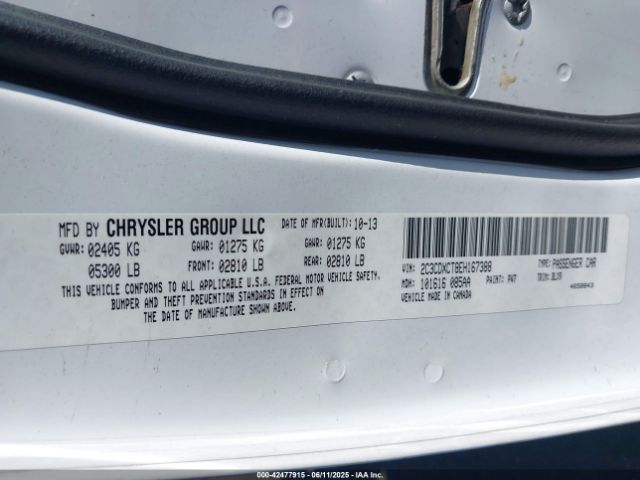 MFD BY CHRYSLER GROUP LLC
DATE OF MFR(BUILT): 10-13
GVWR: 02405 KG
GAWR: 01275 KG
GAWR: 01275 KG
05300 LB
FRONT: 02810 LB
REAR: 02810 LB
THIS VEHICLE CONFORMS TO ALL APPLICABLE U.S.A. FEDERAL MOTOR VEHICLE SAFETY,
BUMPER AND THEFT PREVENTION STANDARDS IN EFFECT ON
THE DATE OF MANUFACTURE SHOWN ABOVE.
VIN: 2C3CDXCT8EH167388
TYPE: PASSENGER CAR
MDH: 101616 085AA
PAINT: PW7
TRIM:
VEHICLE MADE IN CANADA
000-42477915 - 06/11/2025 - IAA Inc.